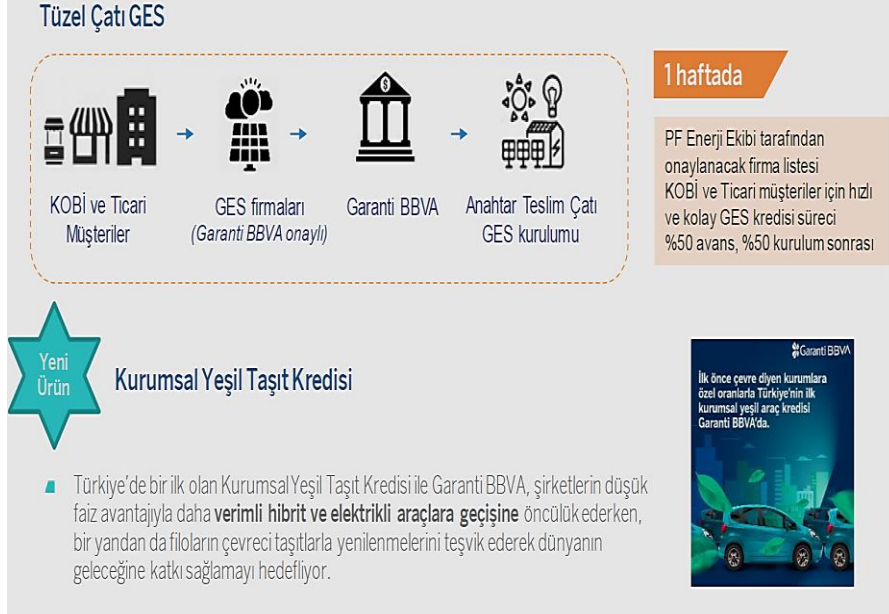 Tüzel Çatı GES
KOBİ ve Ticari
Müşteriler
GES firmaları
(Garanti BBVA onaylı)
Garanti BBVA
Anahtar Teslim Çatı
GES kurulumu
1 haftada
PF Enerji Ekibi tarafından
onaylanacak firma listesi
KOBİ ve Ticari müşteriler için hızlı
ve kolay GES kredisi süreci
%50 avans, %50 kurulum sonrası
Yeni
Ürün
Kurumsal Yeşil Taşıt Kredisi
Türkiye'de bir ilk olan Kurumsal Yeşil Taşıt Kredisi ile Garanti BBVA, şirketlerin düşük
faiz avantajıyla daha verimli hibrit ve elektrikli araçlara geçişine öncülük ederken,
bir yandan da filoların çevreci taşıtlarla yenilenmelerini teşvik ederek dünyanın
geleceğine katkı sağlamayı hedefliyor.
Garanti BBVA
İlk önce çevre diyen kurumlara
özel oranlarla Türkiye'nin ilk
kurumsal yeşil araç kredisi
Garanti BBVA'da.